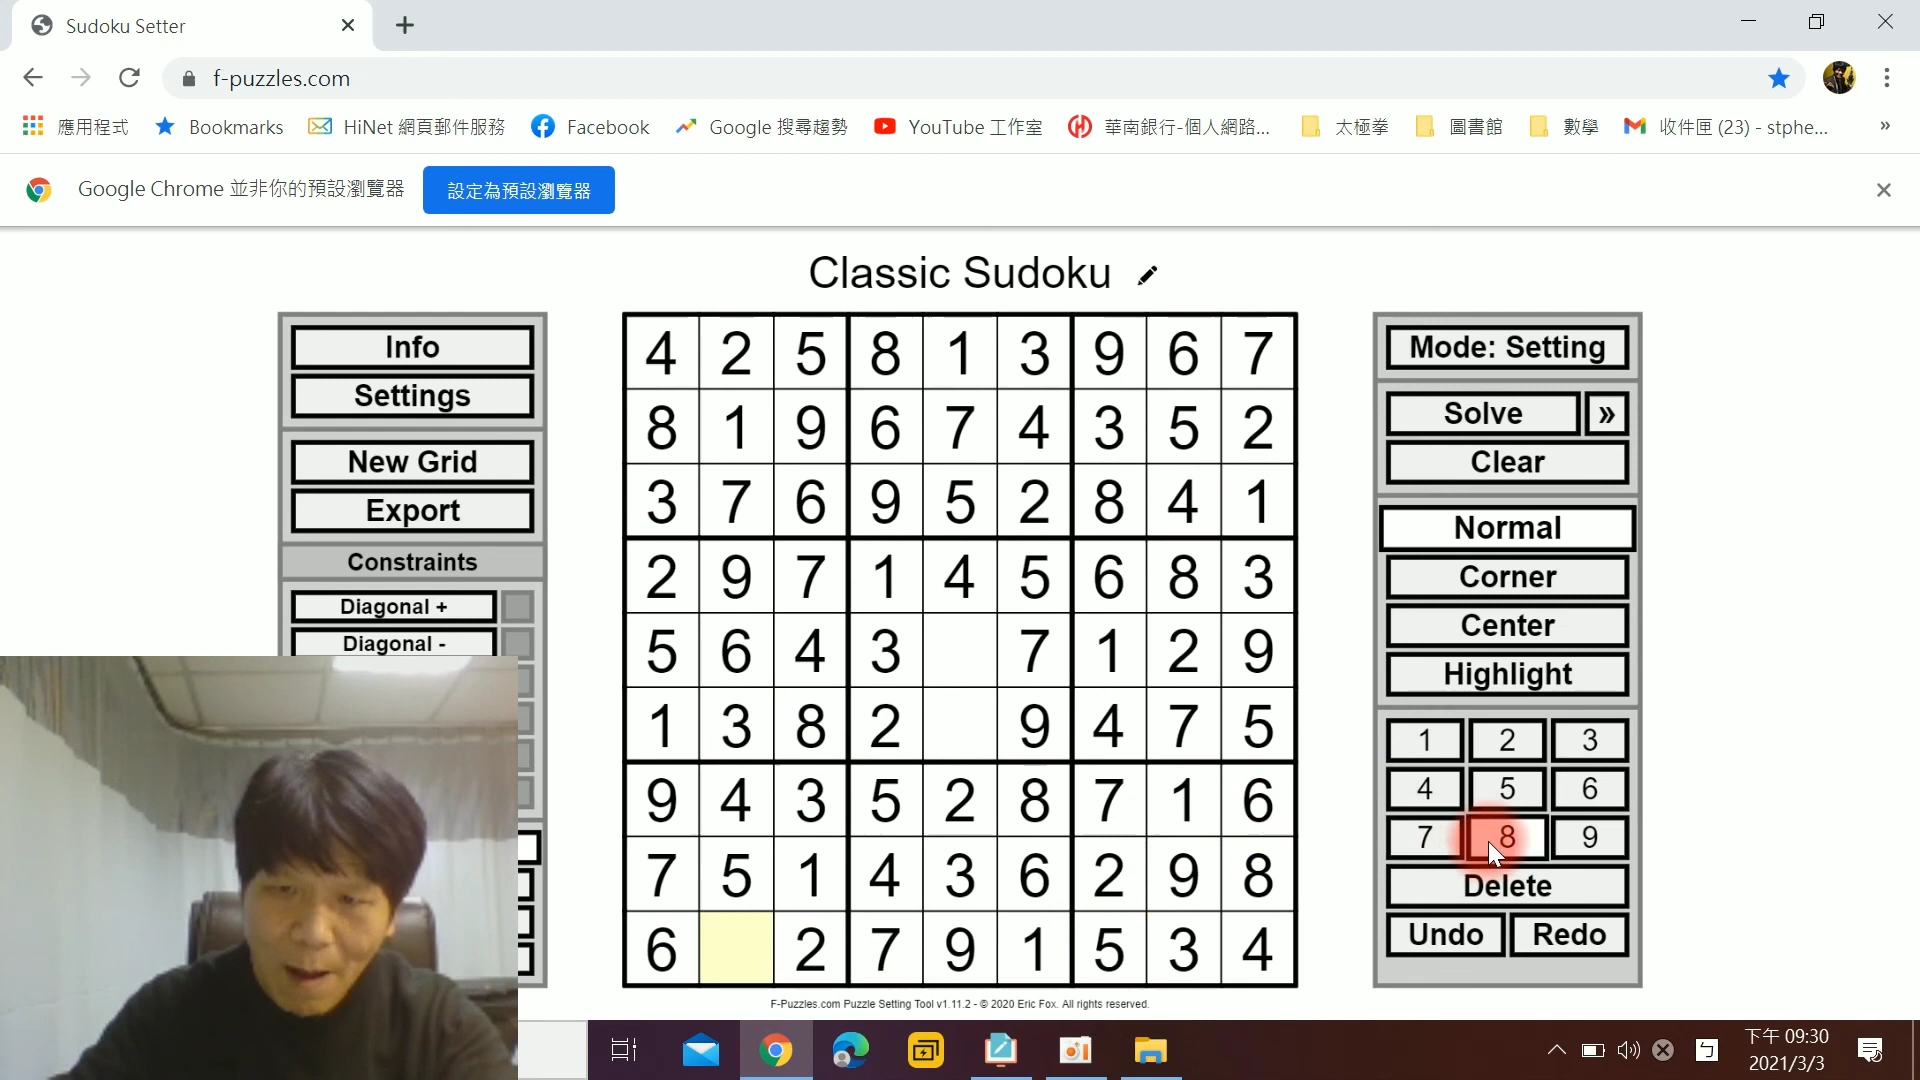 Sudoku Setter
f-puzzles.com
應用程式 Bookmarks HiNet 網頁郵件服務 Facebook Google 搜尋趨勢 YouTube 工作室 華南銀行-個人網路... 太極拳 圖書館 數學 收件匣 (23) - stphe... »
Google Chrome 並非你的預設瀏覽器 設定為預設瀏覽器
Classic Sudoku
Info
Settings
New Grid
Export
Constraints
Diagonal +
Diagonal -
4 2 5 8 1 3 9 6 7
8 1 9 6 7 4 3 5 2
3 7 6 9 5 2 8 4 1
2 9 7 1 4 5 6 8 3
5 6 4 3 7 1 2 9
1 3 8 2 9 4 7 5
9 4 3 5 2 8 7 1 6
7 5 1 4 3 6 2 9 8
6 2 7 9 1 5 3 4
Mode: Setting
Solve »
Clear
Normal
Corner
Center
Highlight
1 2 3
4 5 6
7 8 9
Delete
Undo Redo
F-Puzzles.com Puzzle Setting Tool v1.11.2 - © 2020 Eric Fox. All rights reserved.
下午 09:30
2021/3/3